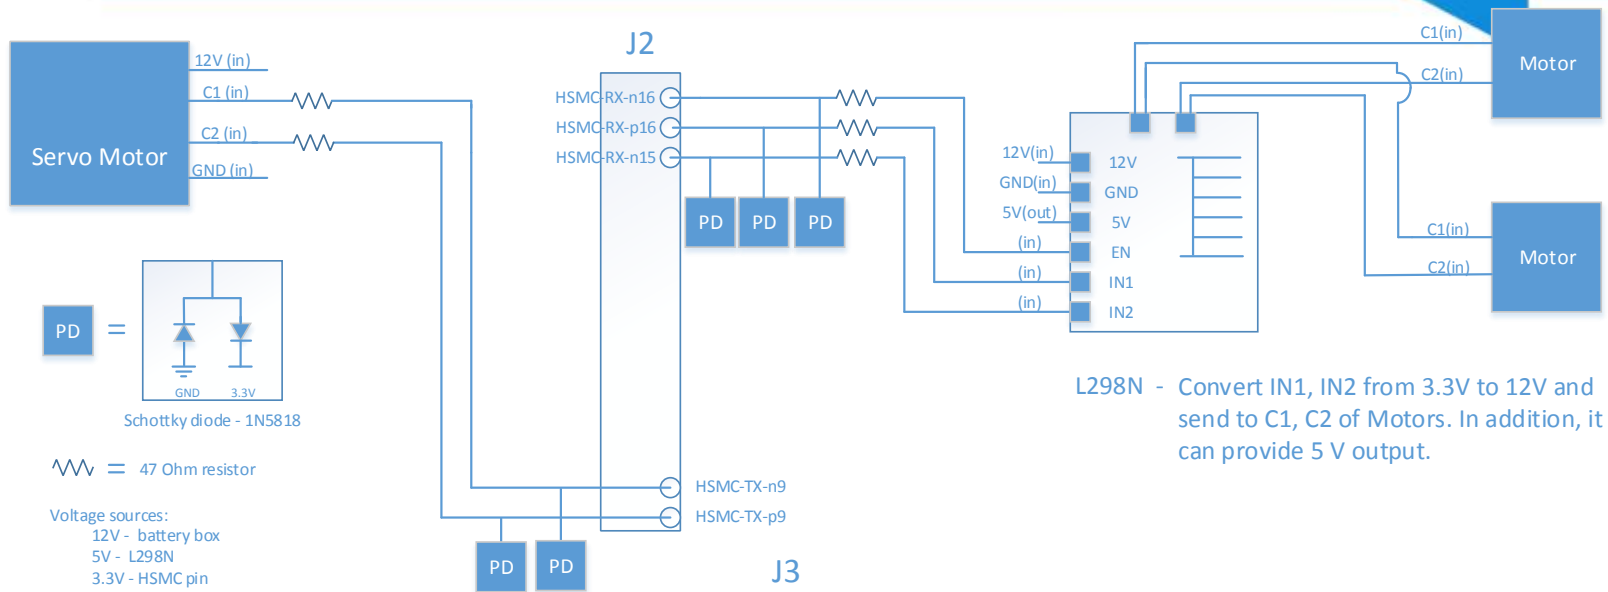 J2
12V (in)
C1 (in)
C2 (in)
GND (in)
Servo Motor
HSMC-RX-n16
HSMC-RX-p16
HSMC-RX-n15
PD
PD
PD
C1(in)
C2(in)
Motor
12V(in)
GND(in)
5V(out)
(in)
(in)
(in)
12V
GND
5V
EN
IN1
IN2
C1(in)
C2(in)
Motor
PD
=
GND
3.3V
Schottky diode - 1N5818
= 47 Ohm resistor
Voltage sources:
12V - battery box
5V - L298N
3.3V - HSMC pin
HSMC-TX-n9
HSMC-TX-p9
PD
PD
J3
L298N - Convert IN1, IN2 from 3.3V to 12V and
send to C1, C2 of Motors. In addition, it
can provide 5 V output.